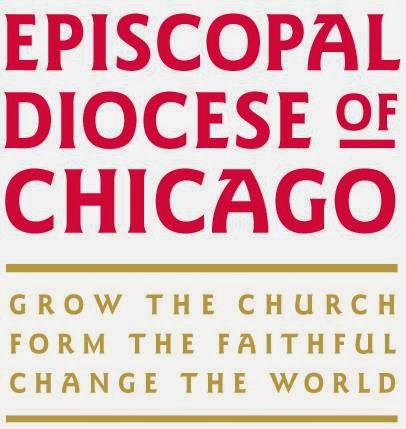 EPISCOPAL
DIOCESE OF
CHICAGO
GROW THE CHURCH
FORM THE FAITHFUL
CHANGE THE WORLD